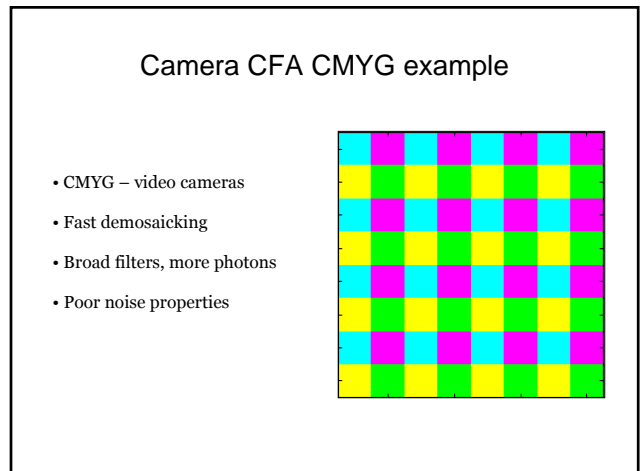 Camera CFA CMYG example
• CMYG – video cameras
• Fast demosaicking
• Broad filters, more photons
• Poor noise properties